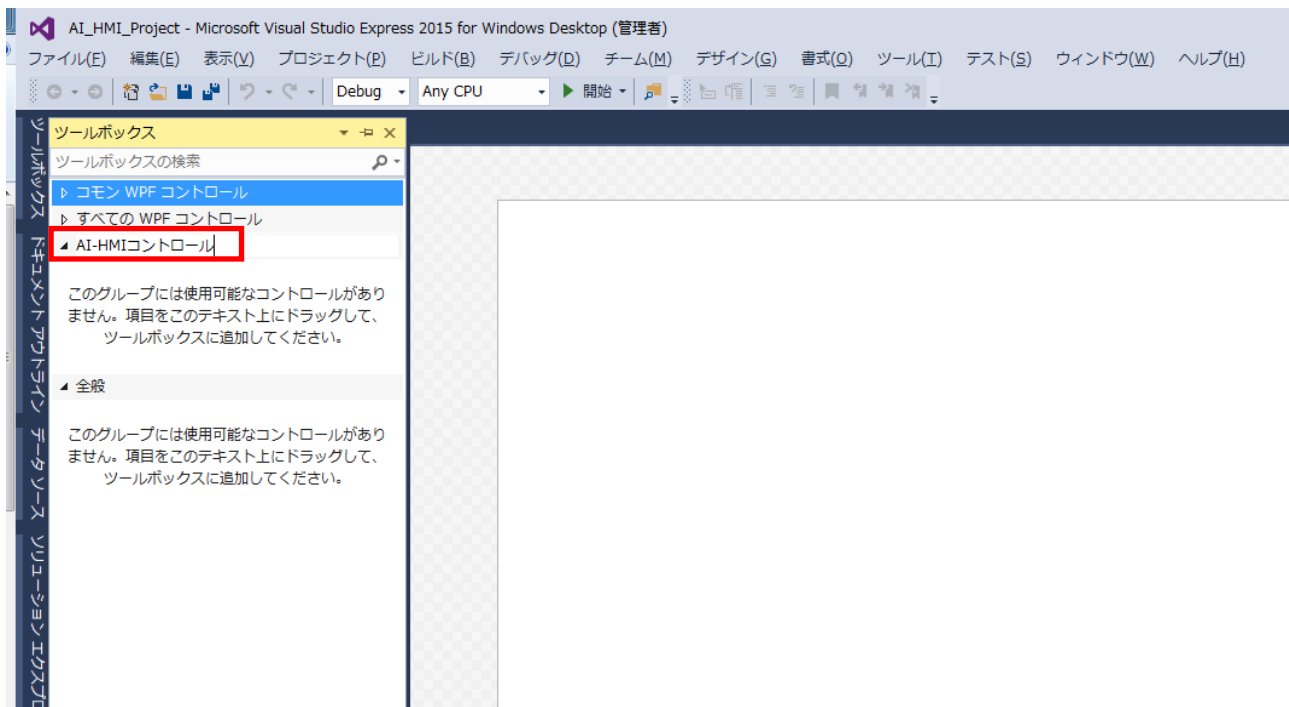 AI_HMI_Project - Microsoft Visual Studio Express 2015 for Windows Desktop (管理者)
ファイル(F) 編集(E) 表示(V) プロジェクト(P) ビルド(B) デバッグ(D) チーム(M) デザイン(G) 書式(O) ツール(T) テスト(S) ウィンドウ(W) ヘルプ(H)
Debug Any CPU 開始
ツールボックス
ドキュメント アウトライン
データ ソース
ソリューション エクスプロ
ツールボックス
ツールボックスの検索
コモン WPF コントロール
すべての WPF コントロール
AI-HMIコントロール
このグループには使用可能なコントロールがあり
ません。項目をこのテキスト上にドラッグして、
ツールボックスに追加してください。
全般
このグループには使用可能なコントロールがあり
ません。項目をこのテキスト上にドラッグして、
ツールボックスに追加してください。